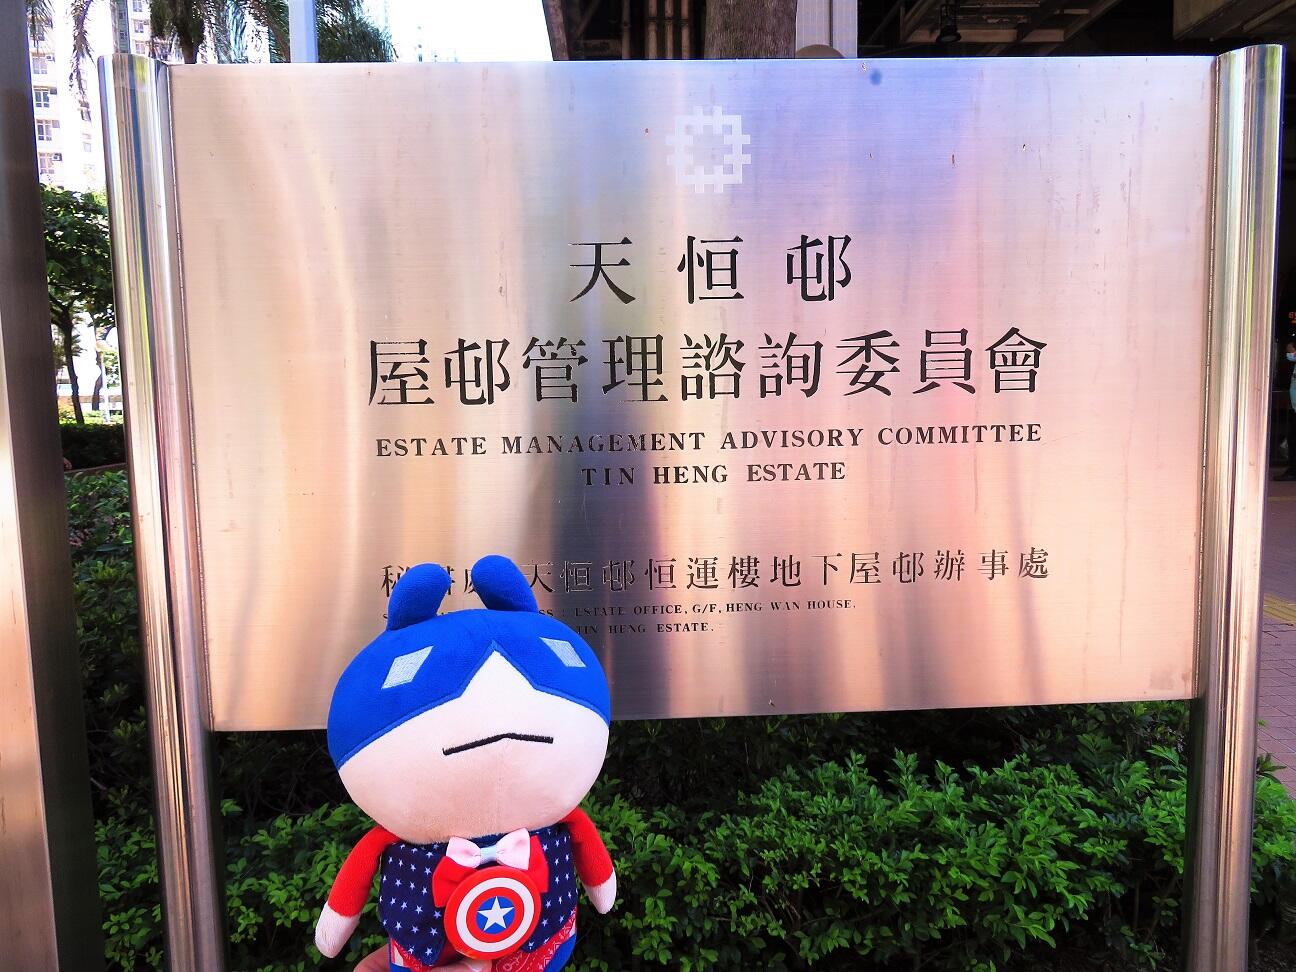 天恒邨
屋邨管理諮詢委員會
ESTATE MANAGEMENT ADVISORY COMMITTEE
TIN HENG ESTATE
天恒邨恒運樓地下屋邨辦事處
ESTATE OFFICE, G/F, HENG WAN HOUSE,
TIN HENG ESTATE.